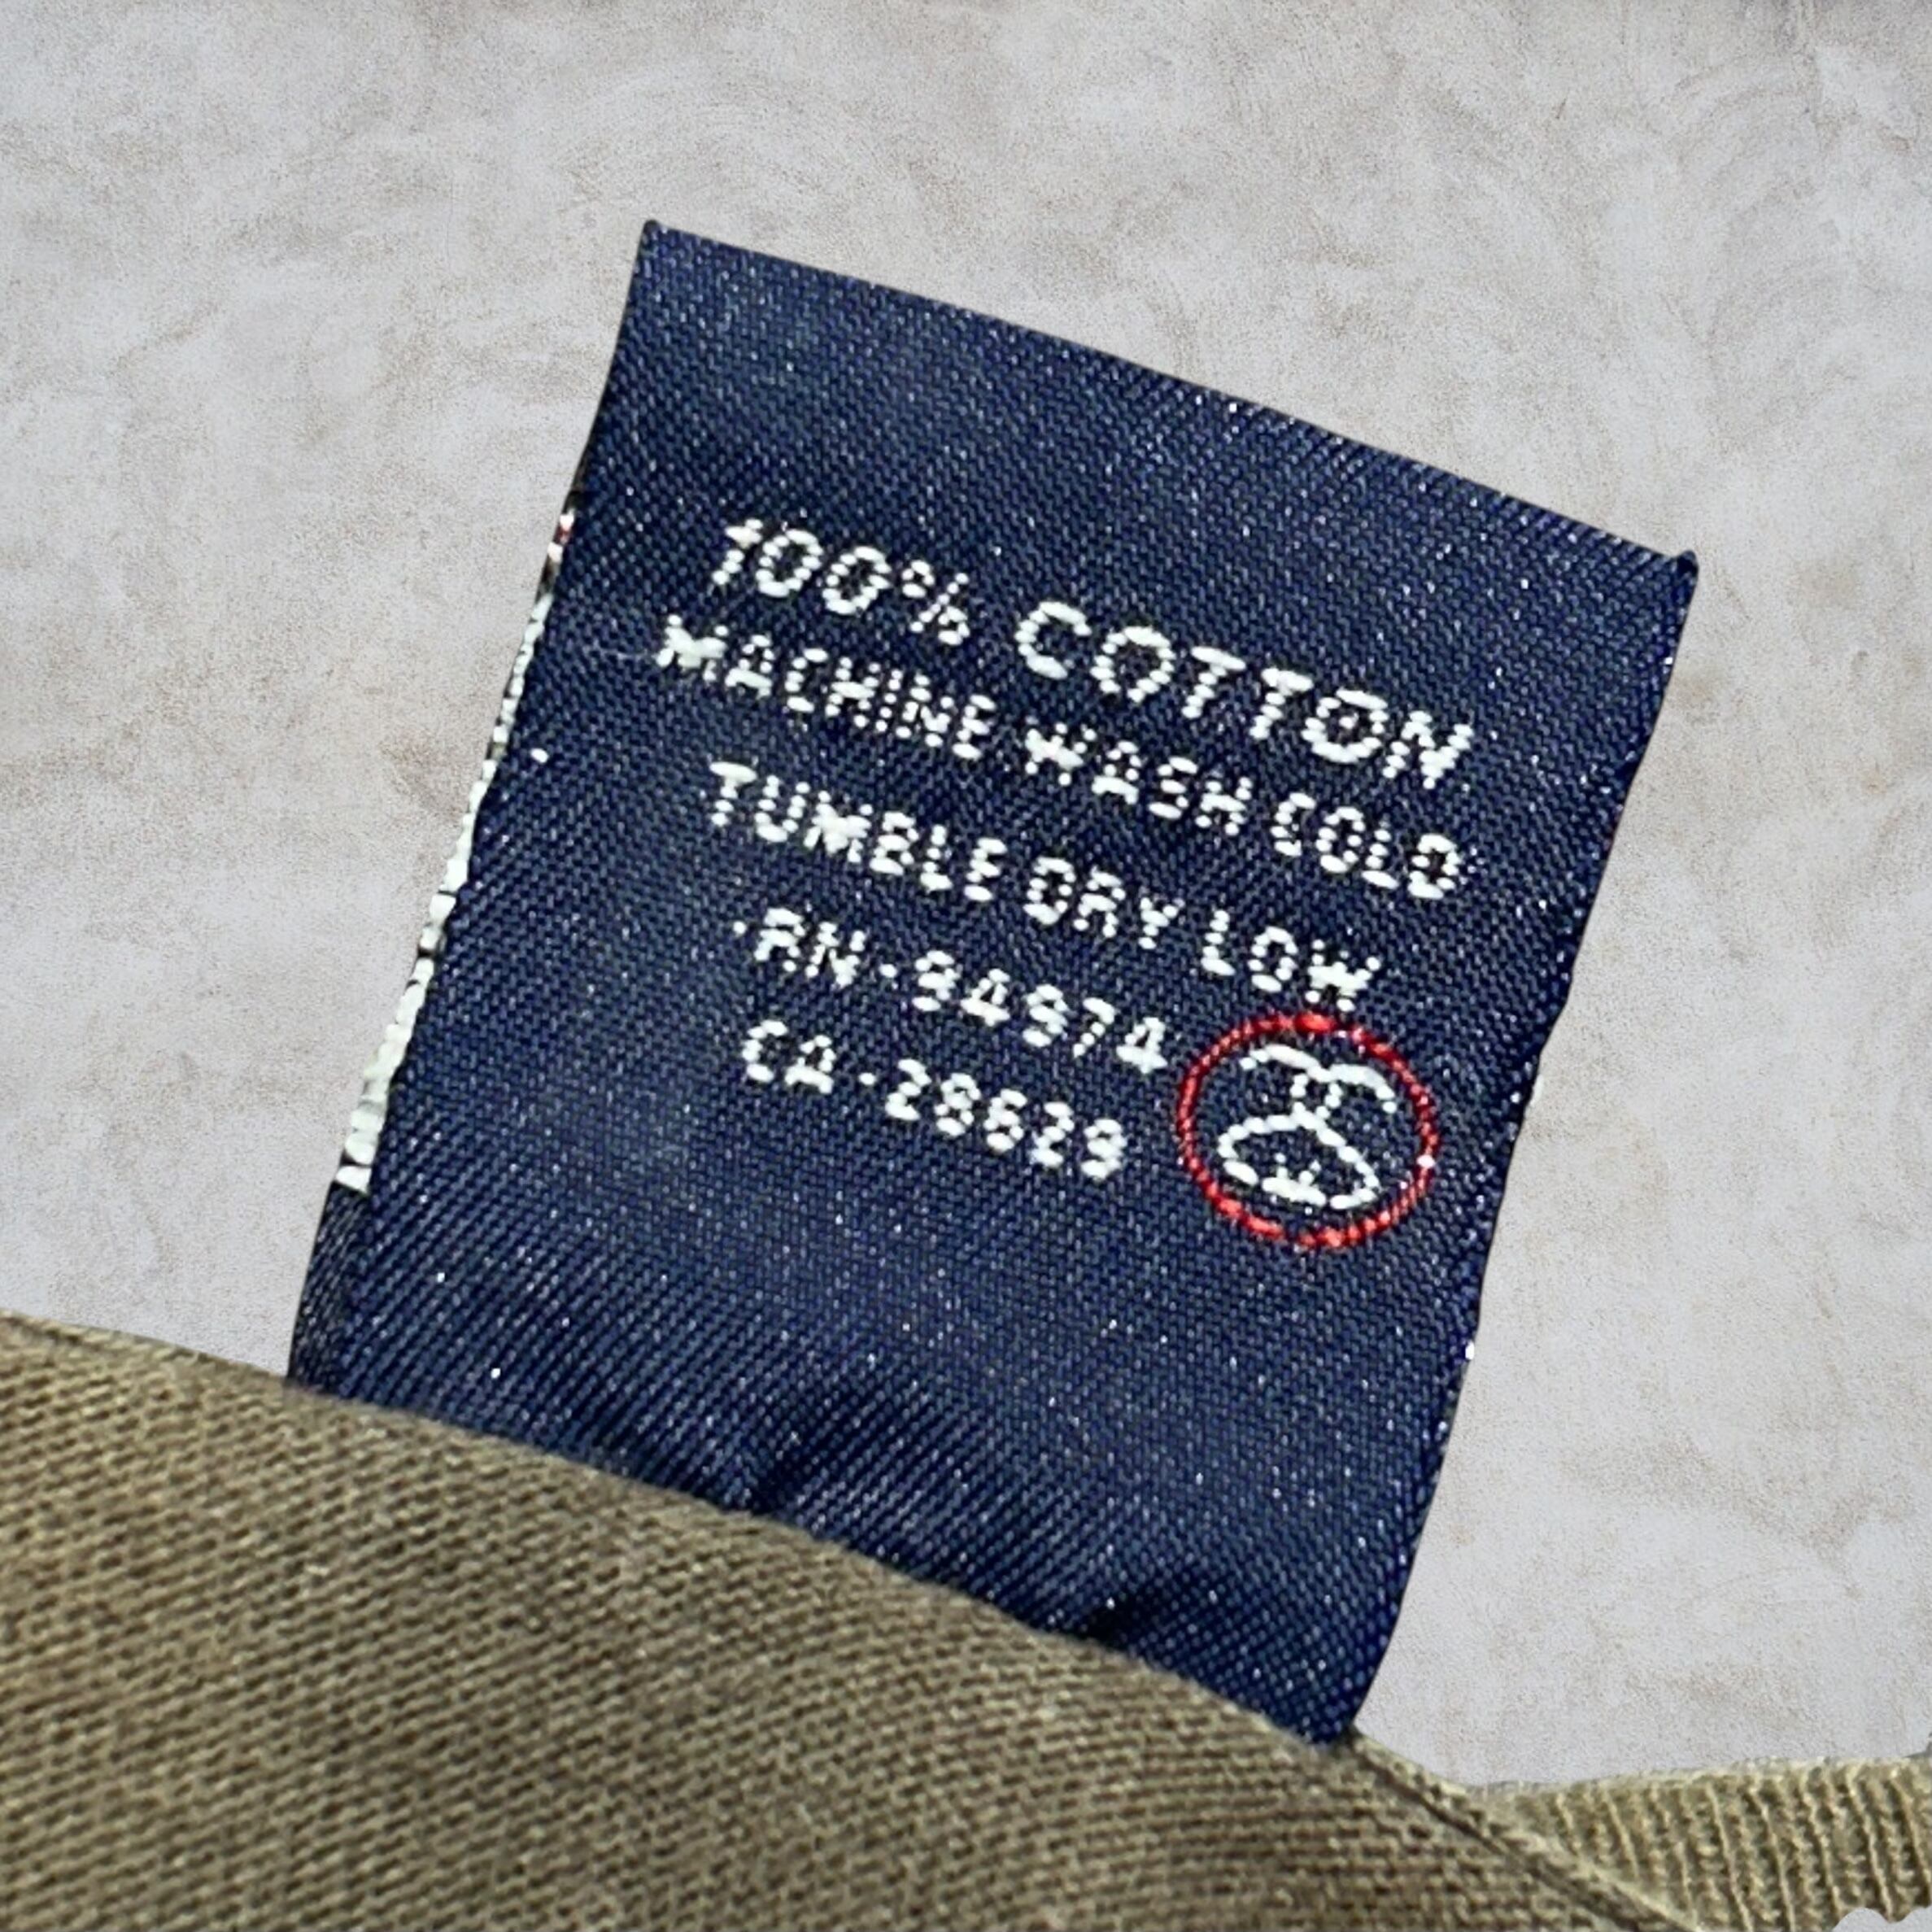 100% COTTON
MACHINE WASH COLD
TUMBLE DRY LOW
RN-94974
CA-28629